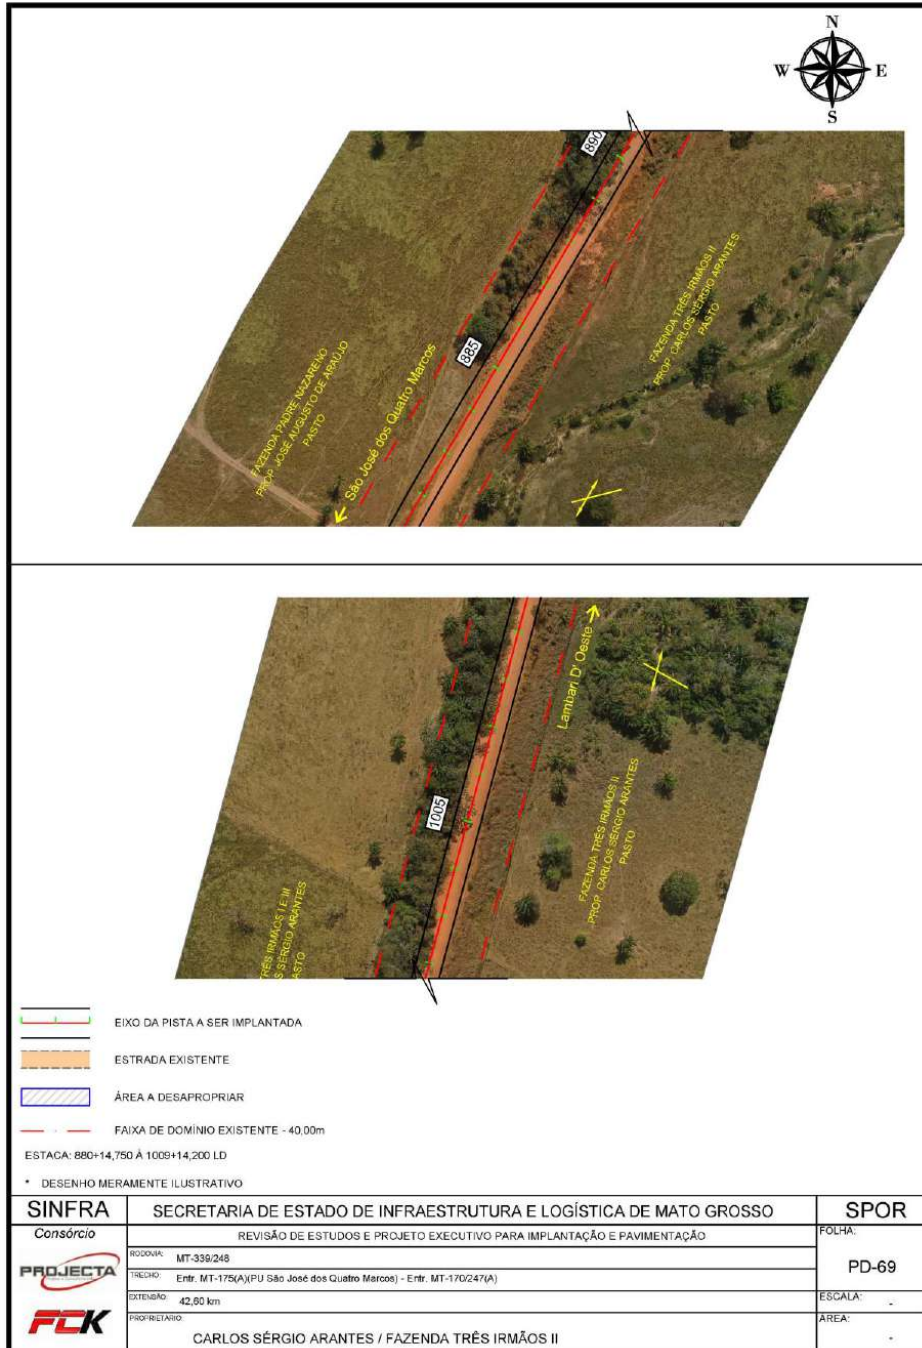 N
W E
S
890
885
São José dos Quatro Marcos
FAZENDA PADRE NAZARENO
PROP. JOSÉ AUGUSTO DE ARAÚJO
PASTO
FAZENDA TRÊS IRMÃOS II
PROP. CARLOS SÉRGIO ARANTES
PASTO
Lambari D' Oeste
1005
FAZENDA TRÊS IRMÃOS II
PROP. CARLOS SÉRGIO ARANTES
PASTO
TRÊS IRMÃOS I E III
S SÉRGIO ARANTES
ASTO
EIXO DA PISTA A SER IMPLANTADA
ESTRADA EXISTENTE
ÁREA A DESAPROPRIAR
FAIXA DE DOMÍNIO EXISTENTE - 40,00m
ESTACA: 880+14,750 À 1009+14,200 LD
* DESENHO MERAMENTE ILUSTRATIVO
SINFRA
SECRETARIA DE ESTADO DE INFRAESTRUTURA E LOGÍSTICA DE MATO GROSSO
SPOR
Consórcio
PROJECTA
FCK
REVISÃO DE ESTUDOS E PROJETO EXECUTIVO PARA IMPLANTAÇÃO E PAVIMENTAÇÃO
RODOVIA: MT-339/248
TRECHO: Entr. MT-175(A)(PU São José dos Quatro Marcos) - Entr. MT-170/247(A)
EXTENSÃO: 42,60 km
PROPRIETÁRIO:
CARLOS SÉRGIO ARANTES / FAZENDA TRÊS IRMÃOS II
FOLHA:
PD-69
ESCALA:
-
ÁREA:
-